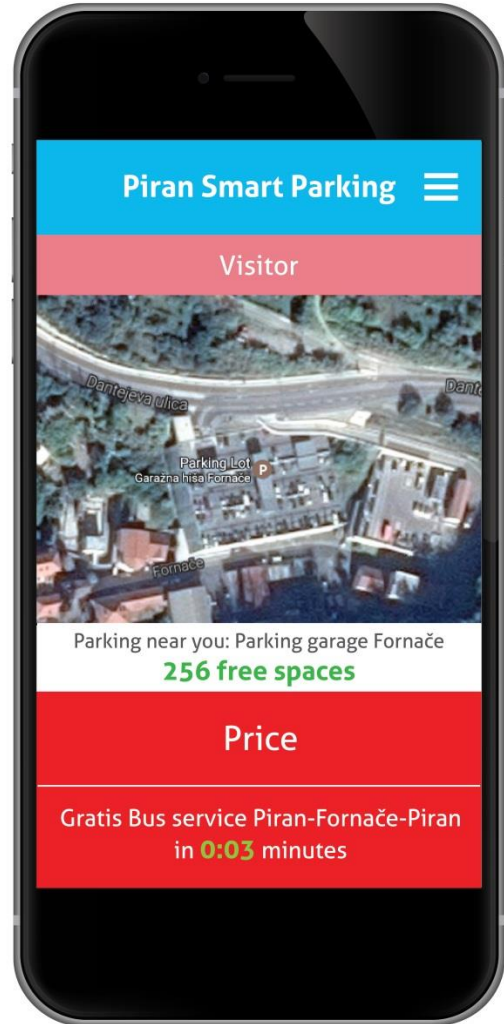 Piran Smart Parking
Visitor
Dantejeva ulica
Dante
Parking Lot
Garažna hiša Fornače
P
Fornače
Parking near you: Parking garage Fornače
256 free spaces
Price
Gratis Bus service Piran-Fornače-Piran
in 0:03 minutes